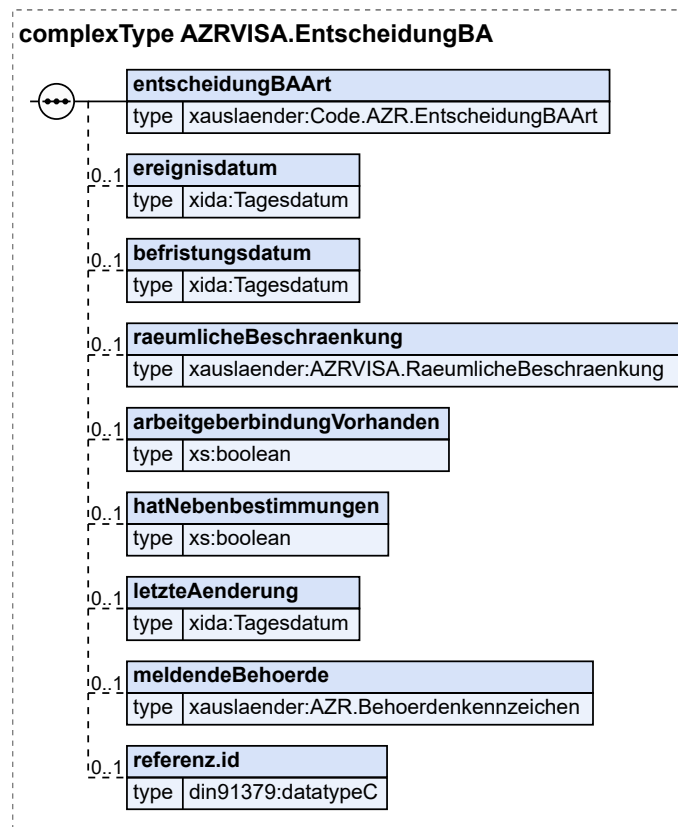 complexType AZRVISA.EntscheidungBA
entscheidungBAArt
type xauslaender:Code.AZR.EntscheidungBAArt
0..1 ereignisdatum
type xida:Tagesdatum
0..1 befristungsdatum
type xida:Tagesdatum
0..1 raeumlicheBeschraenkung
type xauslaender:AZRVISA.RaeumlicheBeschraenkung
0..1 arbeitgeberbindungVorhanden
type xs:boolean
0..1 hatNebenbestimmungen
type xs:boolean
0..1 letzteAenderung
type xida:Tagesdatum
0..1 meldendeBehoerde
type xauslaender:AZR.Behoerdenkennzeichen
0..1 referenz.id
type din91379:datatypeC